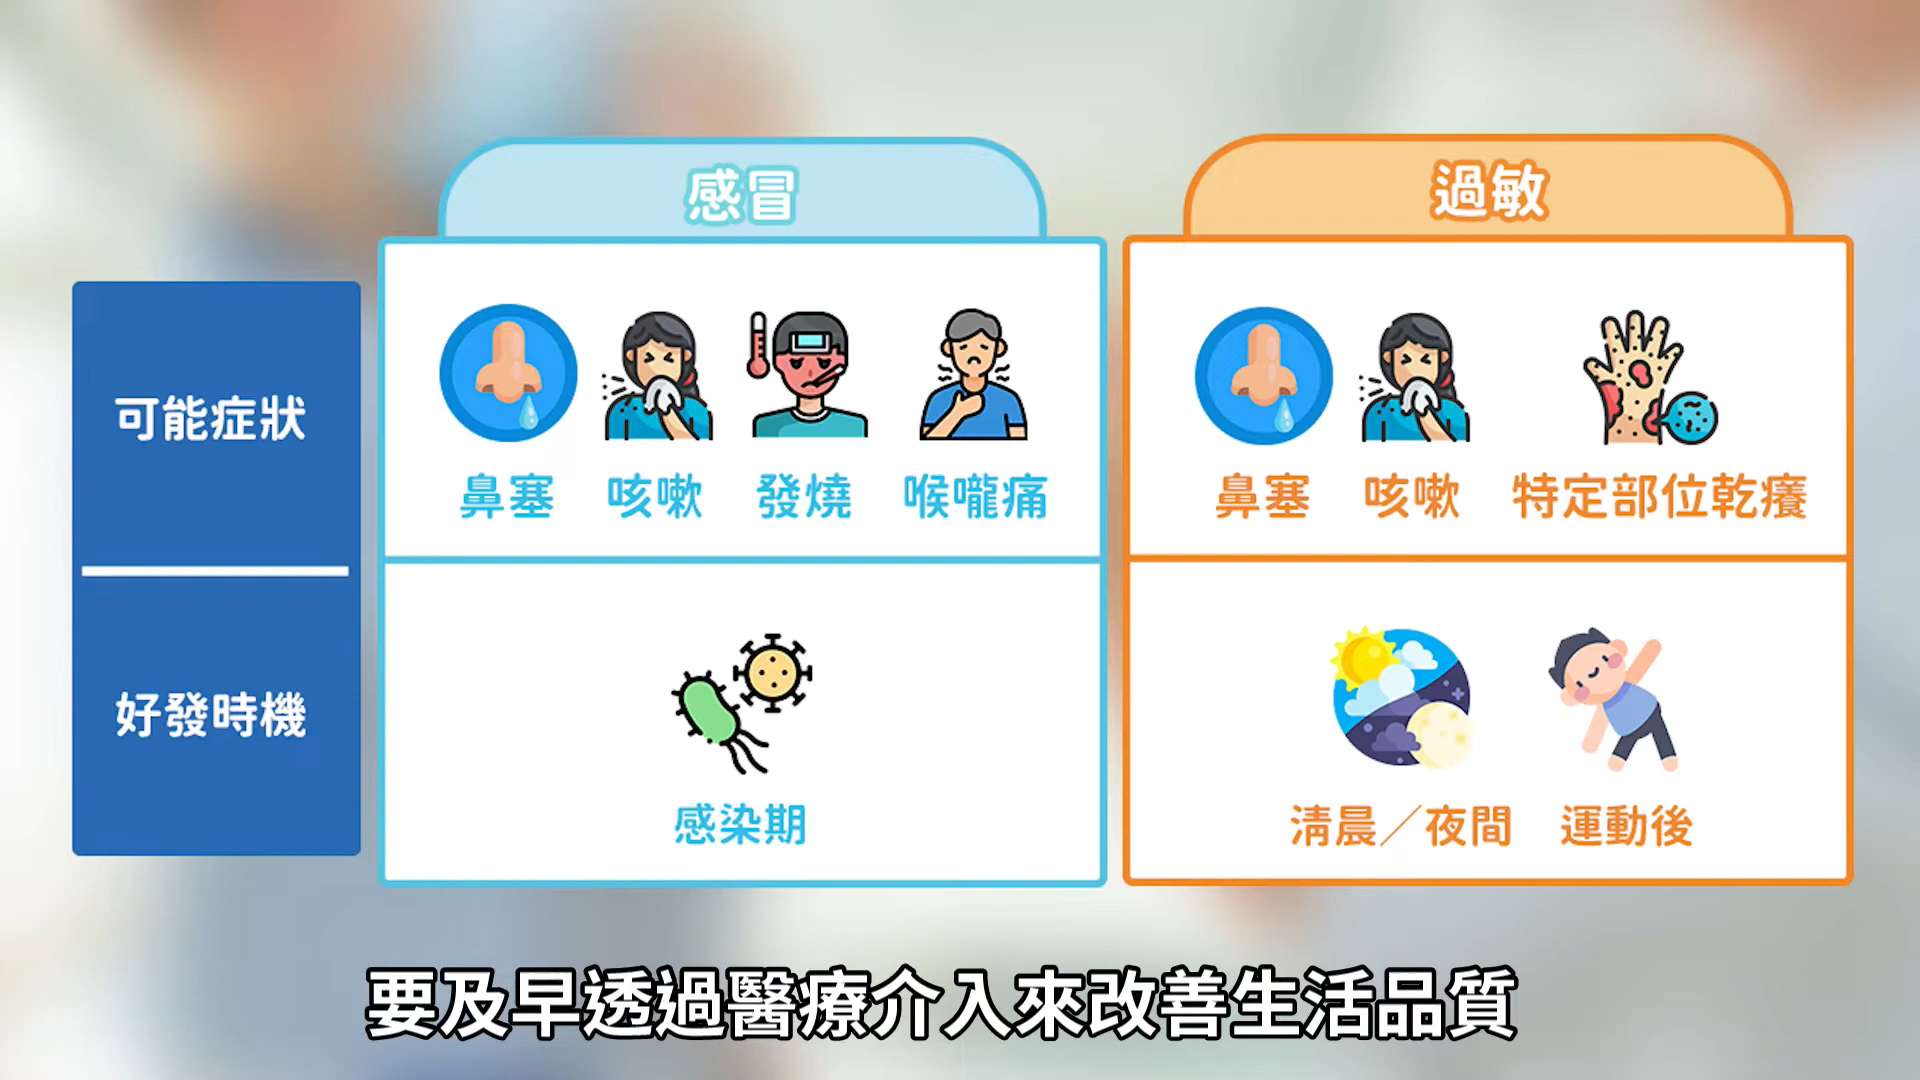 感冒
過敏
可能症狀
鼻塞 咳嗽 發燒 喉嚨痛
鼻塞 咳嗽 特定部位乾癢
好發時機
感染期
清晨／夜間 運動後
要及早透過醫療介入來改善生活品質